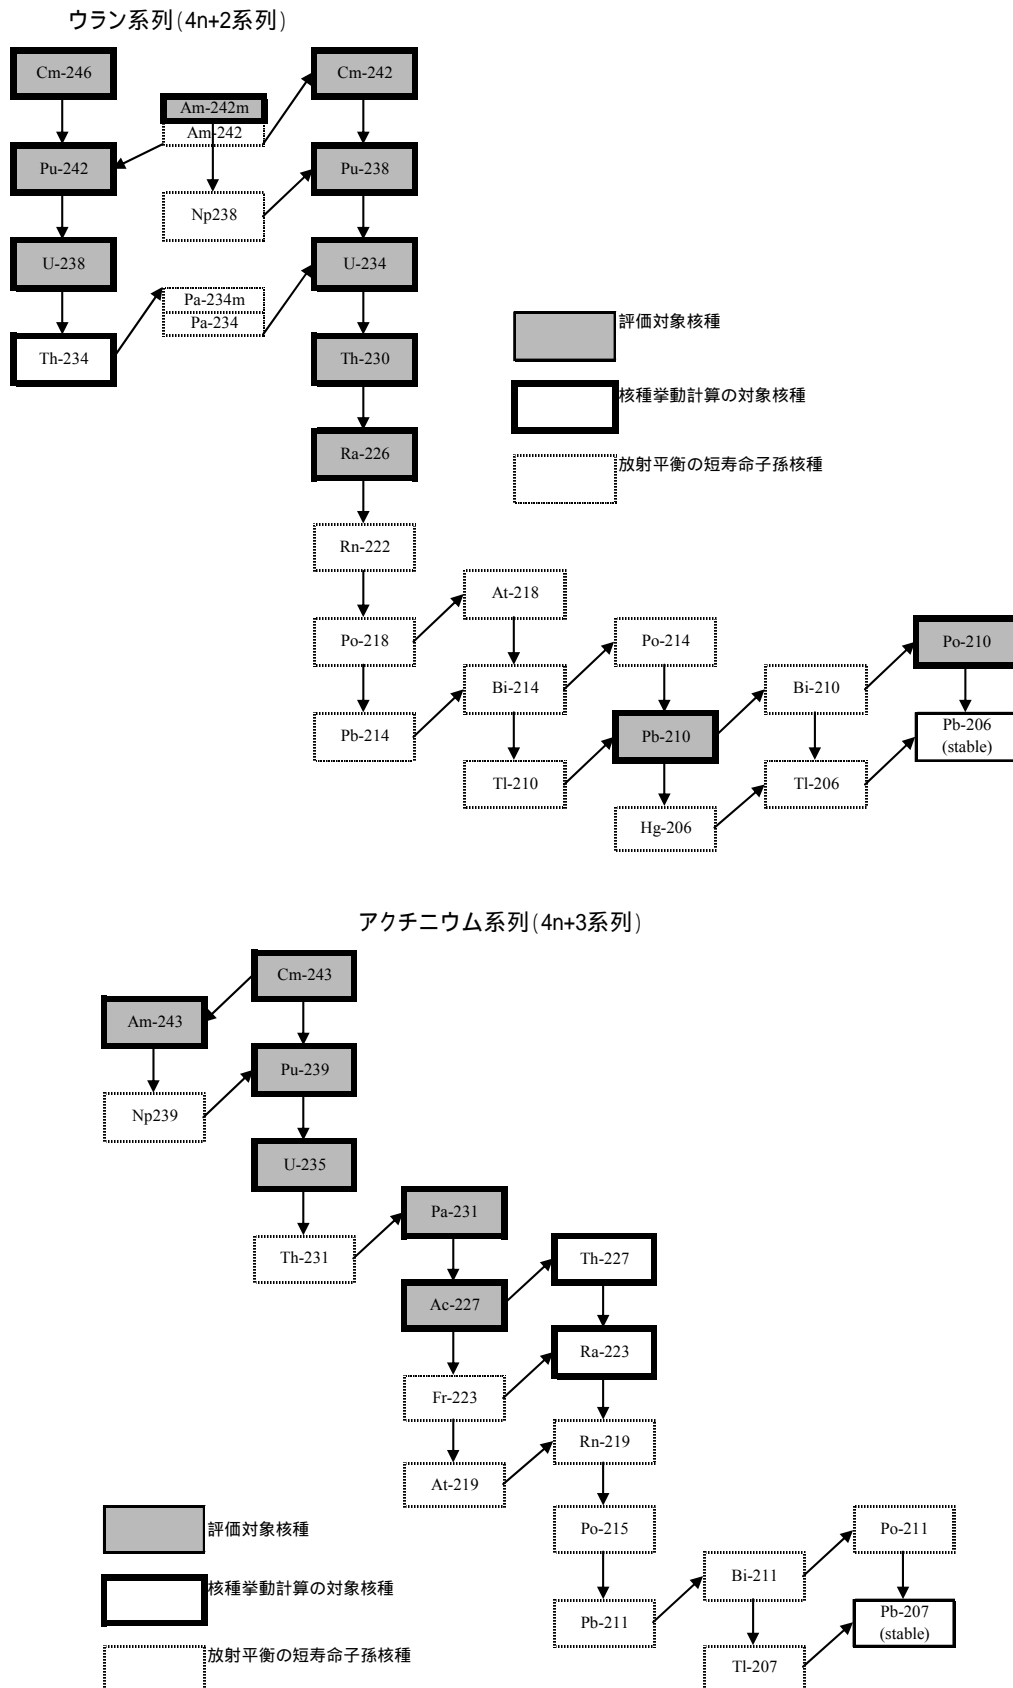 ウラン系列(4n+2系列)
Cm-246
Cm-242
Am-242m
Am-242
Pu-242
Pu-238
Np238
U-238
U-234
Pa-234m
Pa-234
Th-234
Th-230
評価対象核種
核種挙動計算の対象核種
Ra-226
放射平衡の短寿命子孫核種
Rn-222
At-218
Po-218
Po-214
Po-210
Bi-214
Bi-210
Pb-214
Pb-210
Pb-206
(stable)
Tl-210
Tl-206
Hg-206
アクチニウム系列(4n+3系列)
Cm-243
Am-243
Pu-239
Np239
U-235
Pa-231
Th-231
Th-227
Ac-227
Ra-223
Fr-223
Rn-219
At-219
評価対象核種
Po-215
Po-211
核種挙動計算の対象核種
Bi-211
Pb-211
Pb-207
(stable)
放射平衡の短寿命子孫核種
Tl-207